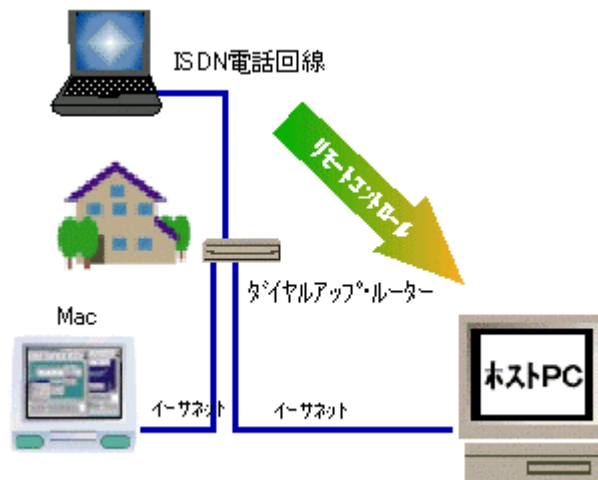 ISDN電話回線
リモートコントロール
ダイヤルアップ・ルーター
Mac
イーサネット
イーサネット
ホストPC